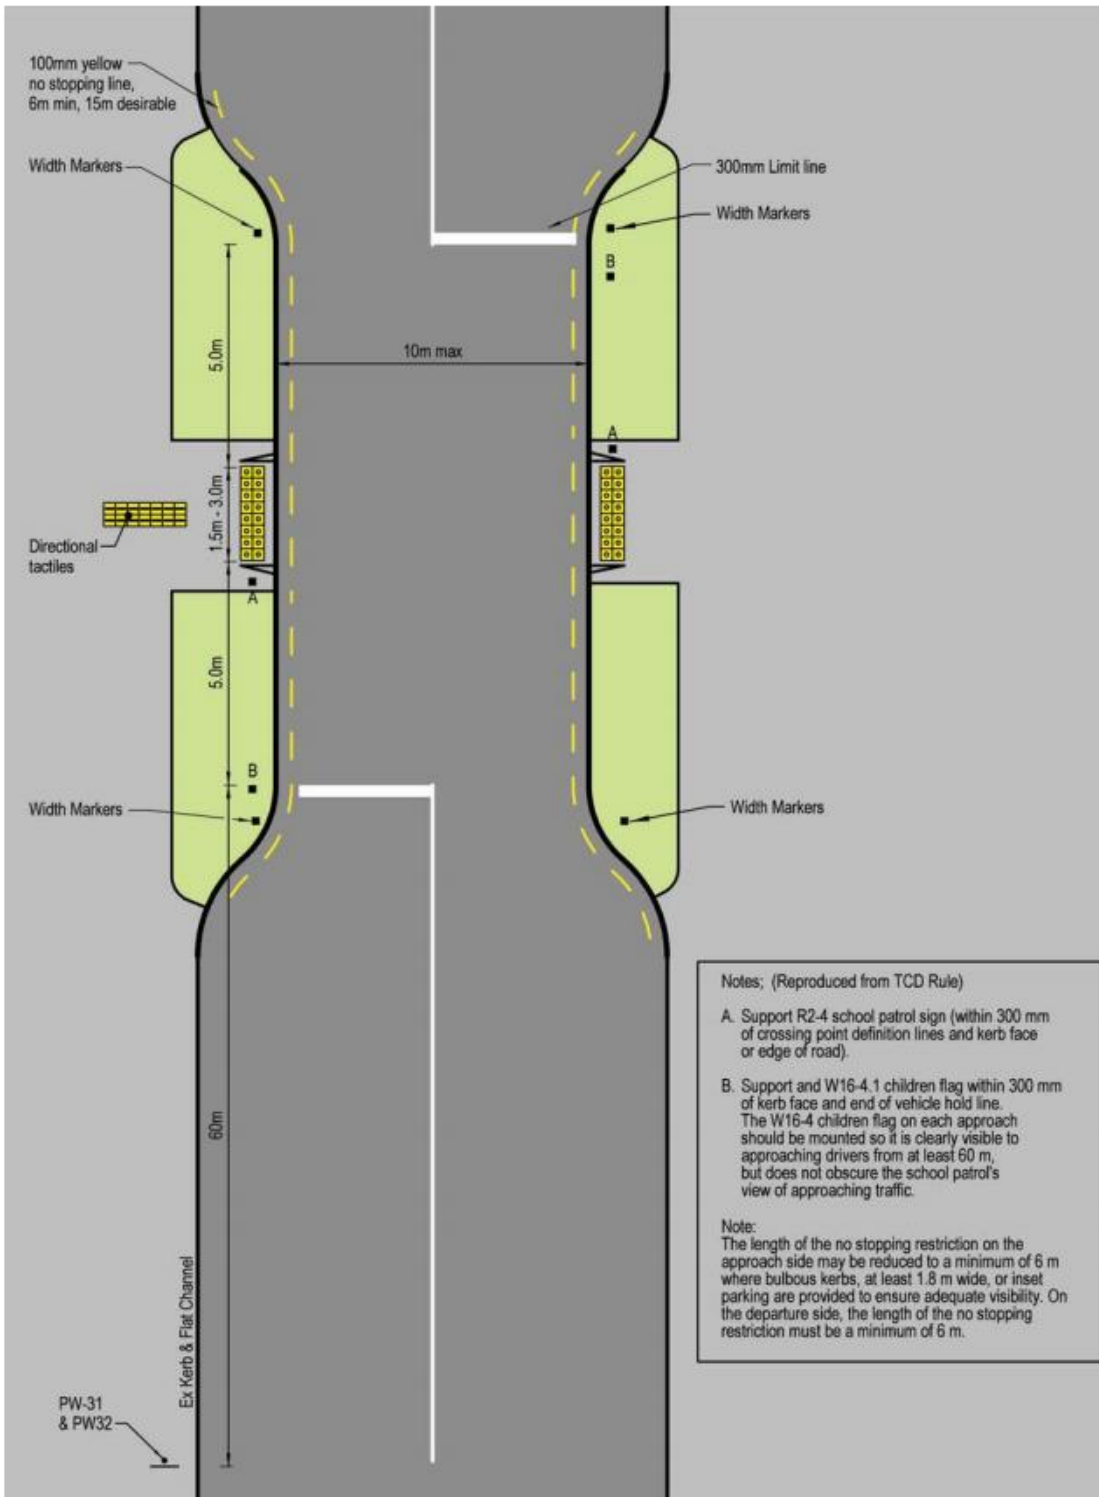 100mm yellow
no stopping line,
6m min, 15m desirable
Width Markers
300mm Limit line
Width Markers
B
5.0m
10m max
A
1.5m - 3.0m
Directional
tactiles
A
5.0m
B
Width Markers
Width Markers
60m
Ex Kerb & Flat Channel
PW-31
& PW32
Notes; (Reproduced from TCD Rule)
A. Support R2-4 school patrol sign (within 300 mm
of crossing point definition lines and kerb face
or edge of road).
B. Support and W16-4.1 children flag within 300 mm
of kerb face and end of vehicle hold line.
The W16-4 children flag on each approach
should be mounted so it is clearly visible to
approaching drivers from at least 60 m,
but does not obscure the school patrol's
view of approaching traffic.
Note:
The length of the no stopping restriction on the
approach side may be reduced to a minimum of 6 m
where bulbous kerbs, at least 1.8 m wide, or inset
parking are provided to ensure adequate visibility. On
the departure side, the length of the no stopping
restriction must be a minimum of 6 m.